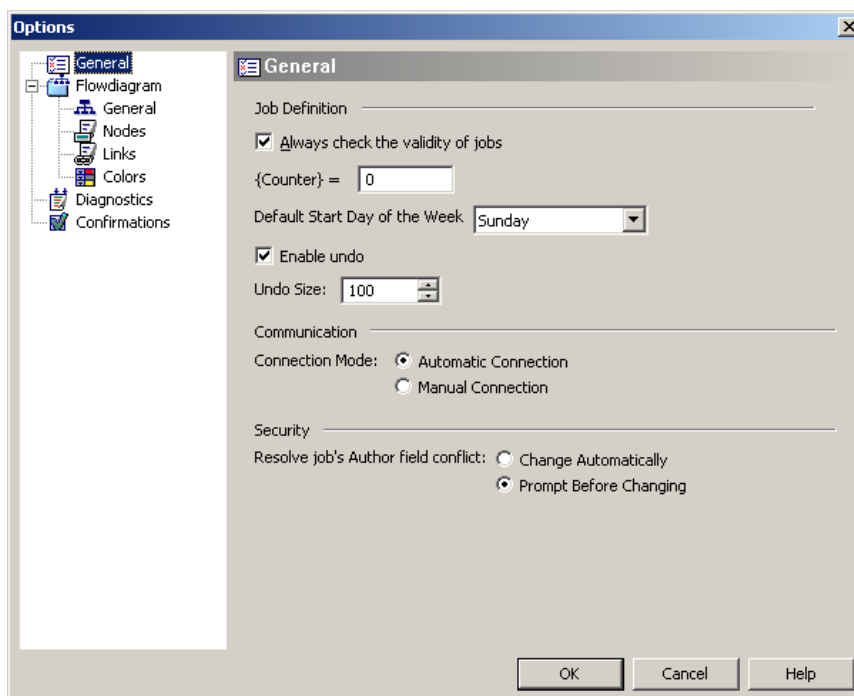 Options
General
Flowdiagram
General
Nodes
Links
Colors
Diagnostics
Confirmations
General
Job Definition
Always check the validity of jobs
{Counter} = 0
Default Start Day of the Week Sunday
Enable undo
Undo Size: 100
Communication
Connection Mode: Automatic Connection
Manual Connection
Security
Resolve job's Author field conflict: Change Automatically
Prompt Before Changing
OK Cancel Help